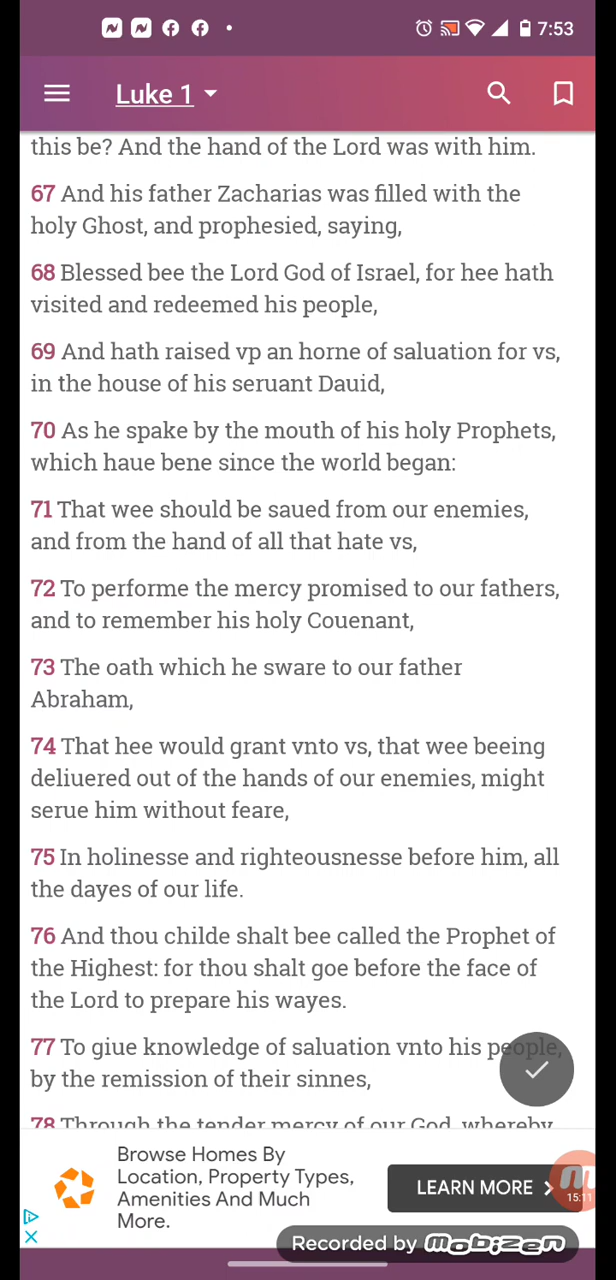 7:53
Luke 1
this be? And the hand of the Lord was with him.
67 And his father Zacharias was filled with the
holy Ghost, and prophesied, saying,
68 Blessed bee the Lord God of Israel, for hee hath
visited and redeemed his people,
69 And hath raised vp an horne of saluation for vs,
in the house of his seruant Dauid,
70 As he spake by the mouth of his holy Prophets,
which haue bene since the world began:
71 That wee should be saued from our enemies,
and from the hand of all that hate vs,
72 To performe the mercy promised to our fathers,
and to remember his holy Couenant,
73 The oath which he sware to our father
Abraham,
74 That hee would grant vnto vs, that wee beeing
deliuered out of the hands of our enemies, might
serue him without feare,
75 In holinesse and righteousnesse before him, all
the dayes of our life.
76 And thou childe shalt bee called the Prophet of
the Highest: for thou shalt goe before the face of
the Lord to prepare his wayes.
77 To giue knowledge of saluation vnto his people,
by the remission of their sinnes,
78 Through the tender mercy of our God, whereby
Browse Homes By
Location, Property Types,
Amenities And Much
More.
LEARN MORE
15:11
Recorded by mobizen